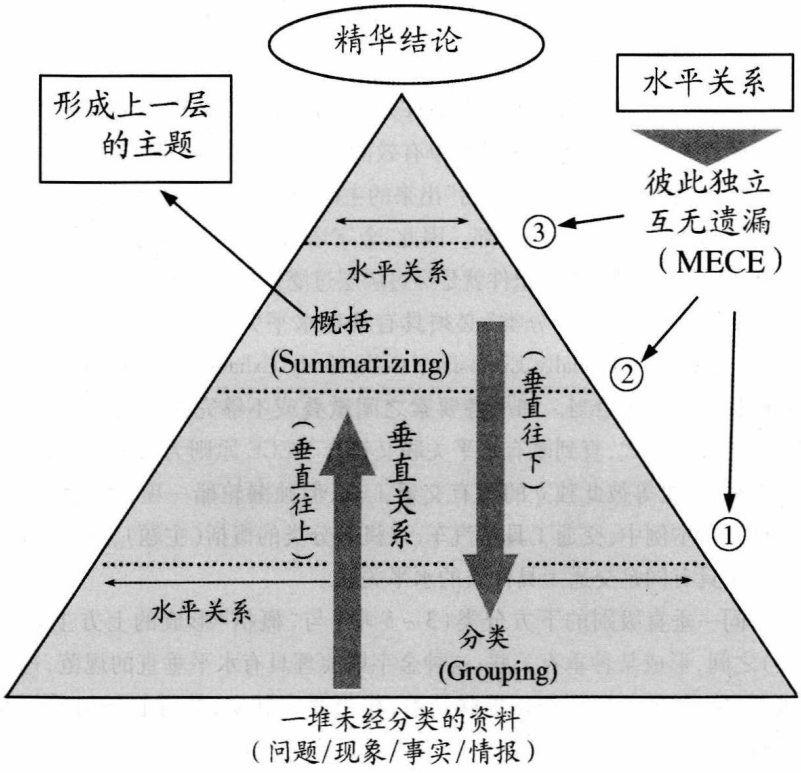 精华结论
形成上一层
的主题
水平关系
彼此独立
互无遗漏
(MECE)
③
水平关系
概括
(Summarizing)
②
(垂直往下)
(垂直往上)
垂直关系
①
水平关系
分类
(Grouping)
一堆未经分类的资料
(问题/现象/事实/情报)